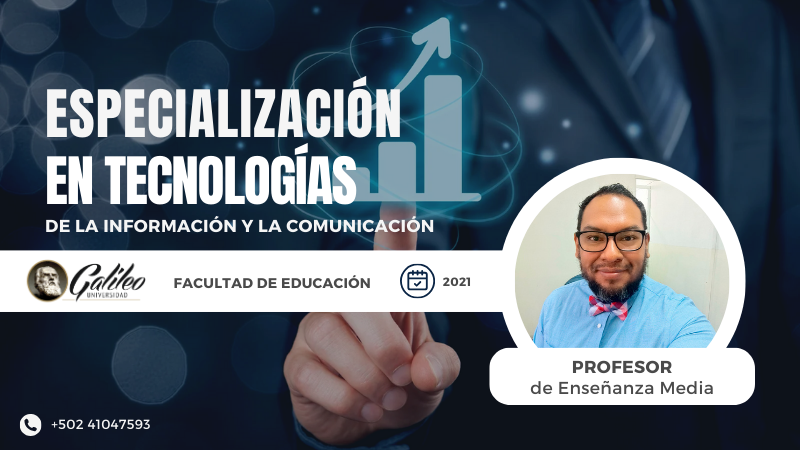 ESPECIALIZACIÓN
EN TECNOLOGÍAS
DE LA INFORMACIÓN Y LA COMUNICACIÓN
Galileo
UNIVERSIDAD
FACULTAD DE EDUCACIÓN
2021
PROFESOR
de Enseñanza Media
+502 41047593